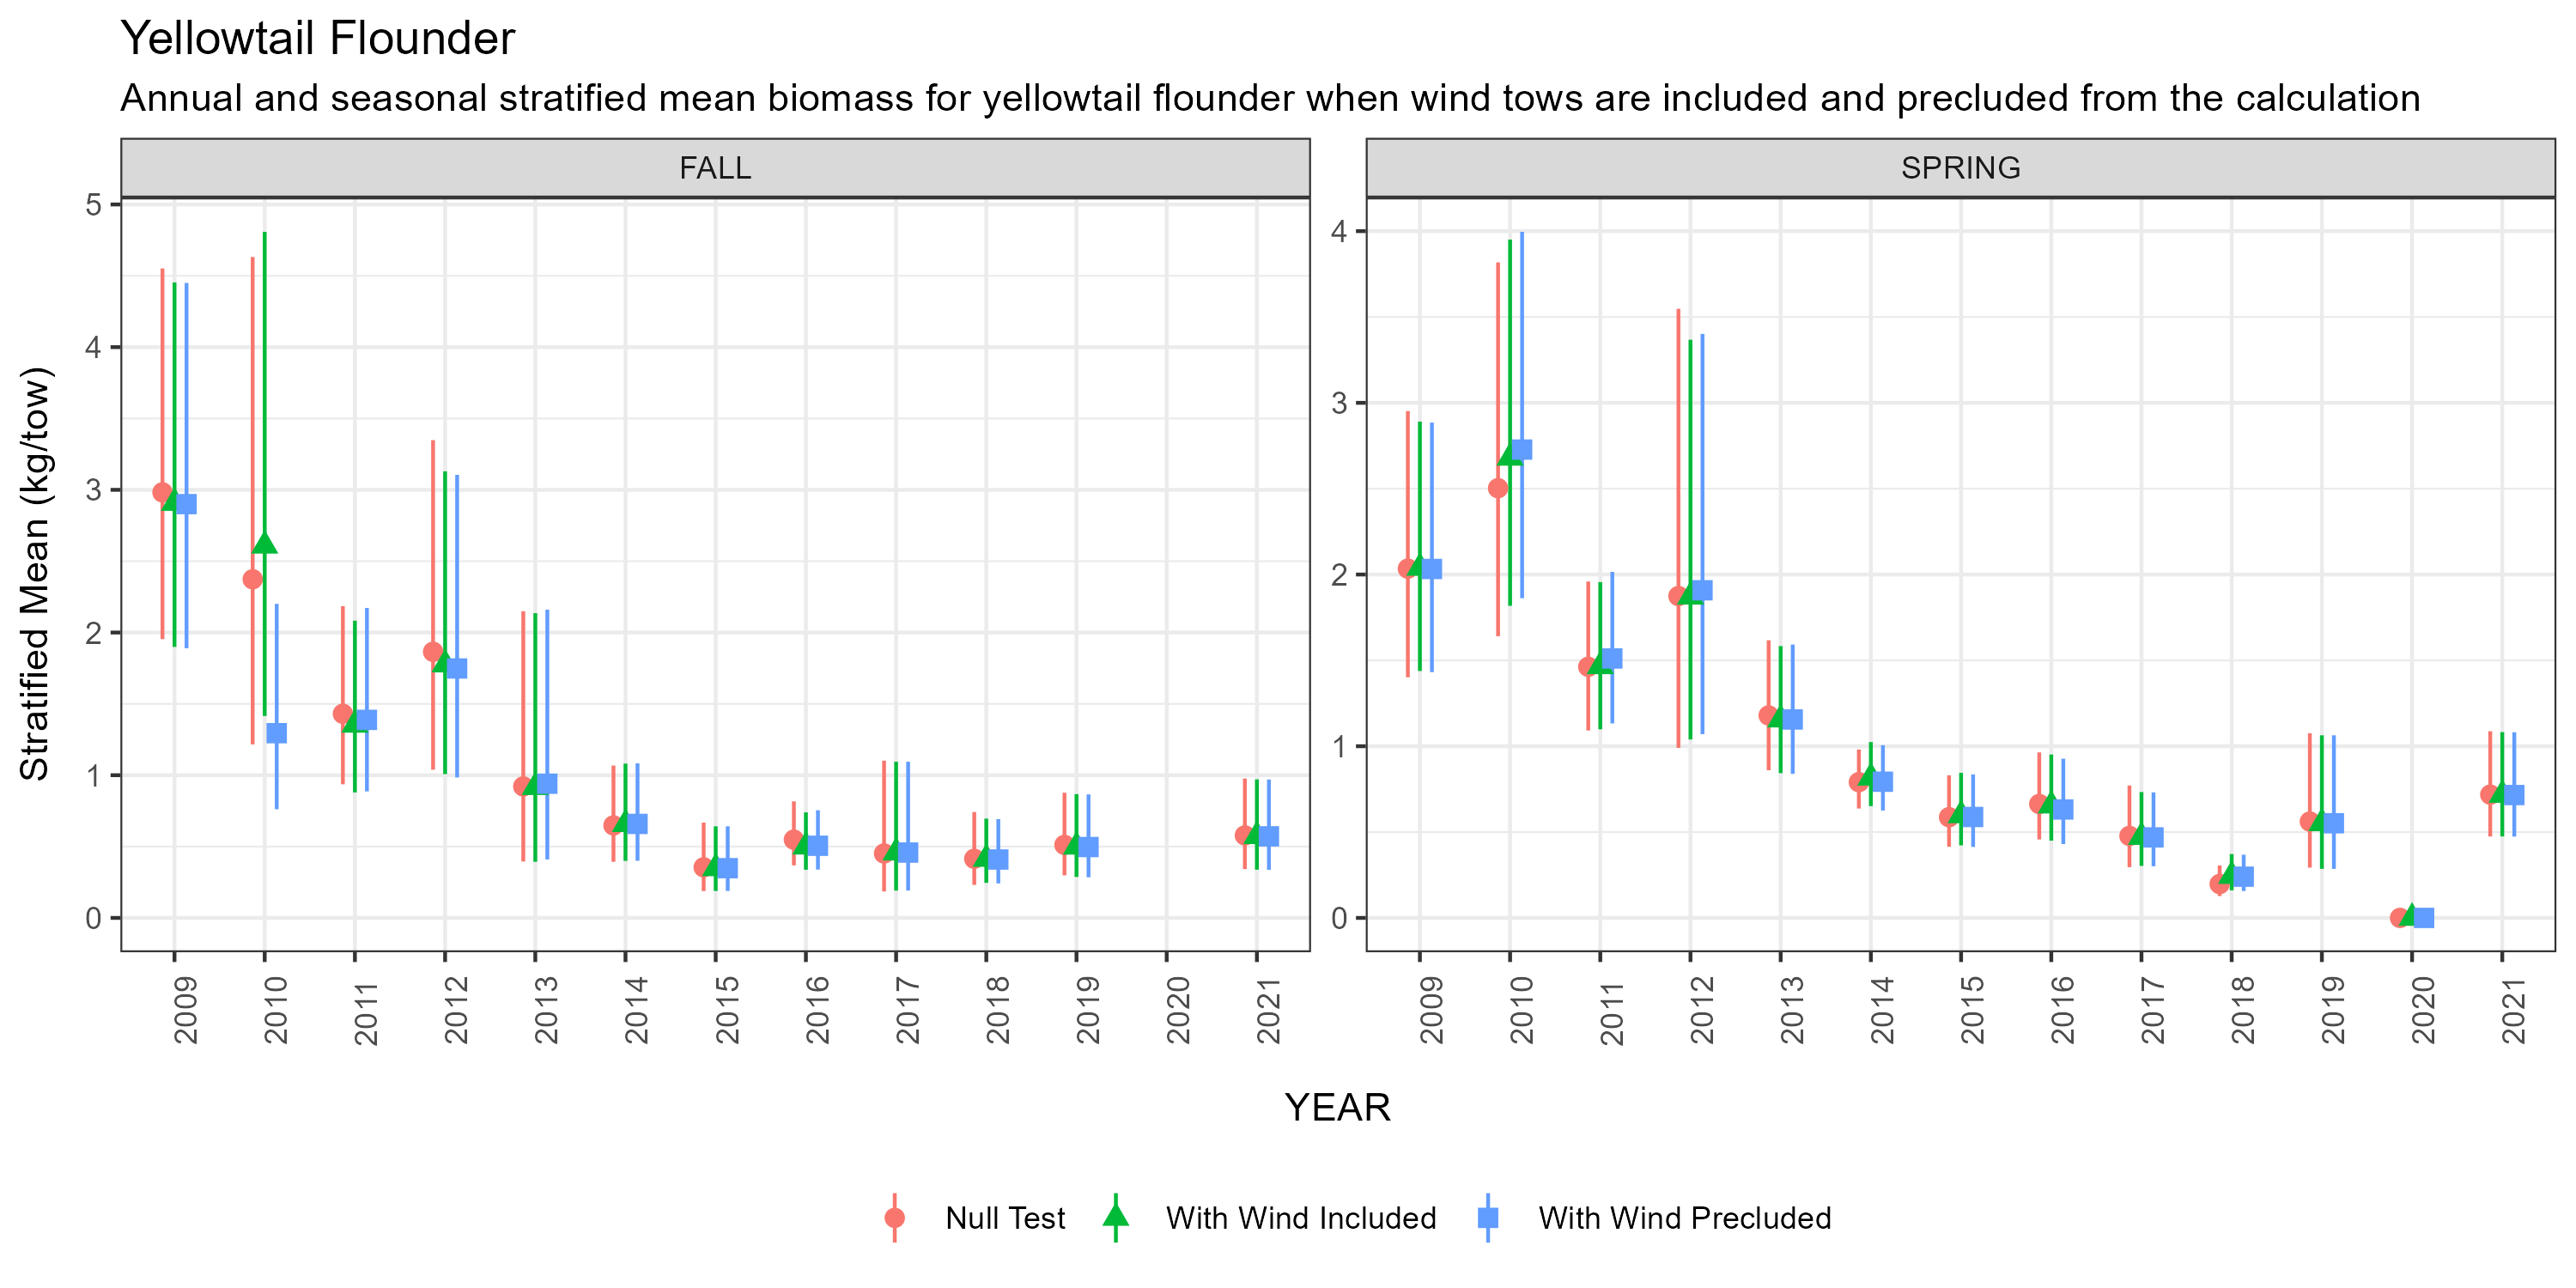 Yellowtail Flounder
Annual and seasonal stratified mean biomass for yellowtail flounder when wind tows are included and precluded from the calculation
FALL
SPRING
Stratified Mean (kg/tow)
5
4
3
2
1
0
4
3
2
1
0
2009 2010 2011 2012 2013 2014 2015 2016 2017 2018 2019 2020 2021
2009 2010 2011 2012 2013 2014 2015 2016 2017 2018 2019 2020 2021
YEAR
Null Test With Wind Included With Wind Precluded